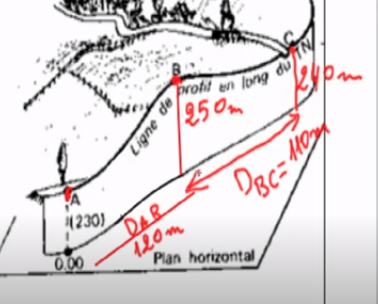 C
TN
Ligne de profil en long du
B
240m
250m
DBC = 110m
A
(230)
DAB
120m
0.00
Plan horizontal